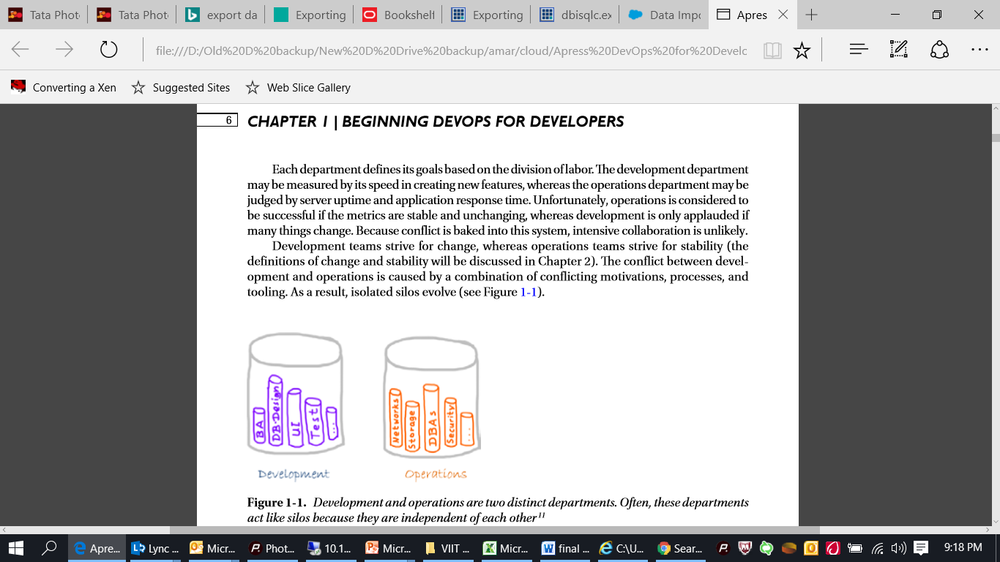 Tata Phot
Tata Phot
export da
Exporting
Bookshelf
Exporting
dbisqlc.ex
Data Impo
Apres
file:///D:/Old%20D%20backup/New%20D%20Drive%20backup/amar/cloud/Apress%20DevOps%20for%20Develc
Converting a Xen
Suggested Sites
Web Slice Gallery
6 CHAPTER 1 | BEGINNING DEVOPS FOR DEVELOPERS
Each department defines its goals based on the division of labor. The development department
may be measured by its speed in creating new features, whereas the operations department may be
judged by server uptime and application response time. Unfortunately, operations is considered to
be successful if the metrics are stable and unchanging, whereas development is only applauded if
many things change. Because conflict is baked into this system, intensive collaboration is unlikely.
Development teams strive for change, whereas operations teams strive for stability (the
definitions of change and stability will be discussed in Chapter 2). The conflict between devel-
opment and operations is caused by a combination of conflicting motivations, processes, and
tooling. As a result, isolated silos evolve (see Figure 1-1).
BA
DB-Design
UI
Test
...
Networks
Storage
DBAs
Security
...
Development
Operations
Figure 1-1. Development and operations are two distinct departments. Often, these departments
act like silos because they are independent of each other11
Apre...
Lync ...
Micr...
Phot...
10.1...
Micr...
VIIT ...
Micr...
final ...
C:\U...
Sear...
9:18 PM